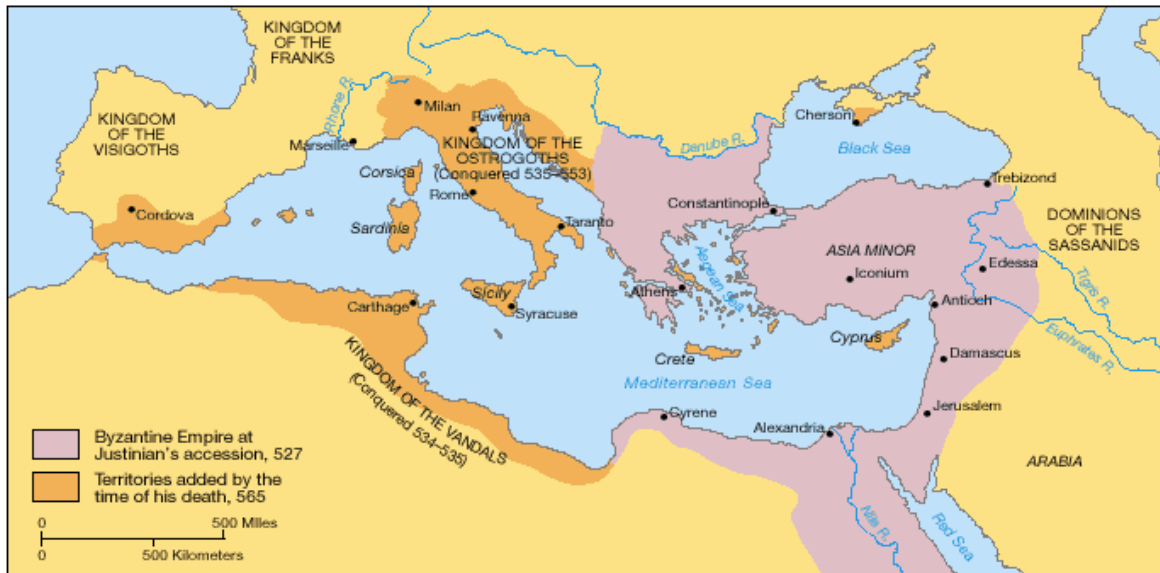 KINGDOM
OF THE
FRANKS
KINGDOM
OF THE
VISIGOTHS
Rhone R.
Milan
Ravenna
Marseille
KINGDOM OF THE
OSTROGOTHS
(Conquered 535–553)
Corsica
Rome
Cordova
Sardinia
Taranto
Danube R.
Cherson
Black Sea
Trebizond
Constantinople
DOMINIONS
OF THE
SASSANIDS
ASIA MINOR
Iconium
Edessa
Tigris R.
Aegean Sea
Athens
Antioch
Euphrates R.
Carthage
Sicily
Syracuse
Crete
Cyprus
Damascus
Mediterranean Sea
KINGDOM OF THE VANDALS
(Conquered 534–535)
Cyrene
Alexandria
Jerusalem
ARABIA
Nile R.
Red Sea
Byzantine Empire at
Justinian's accession, 527
Territories added by the
time of his death, 565
0 500 Miles
0 500 Kilometers